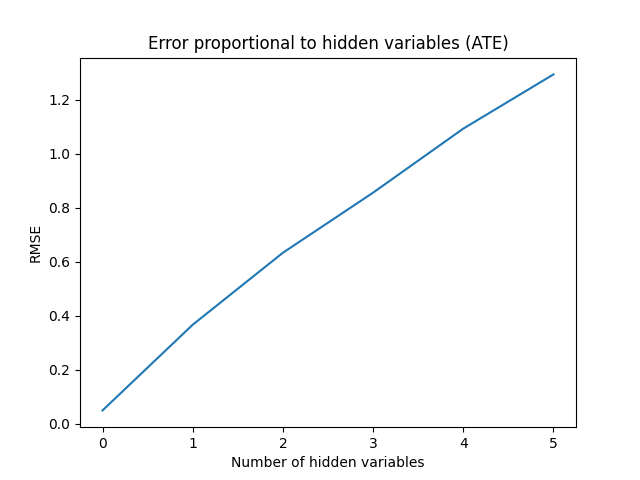 Error proportional to hidden variables (ATE)
1.2
1.0
0.8
0.6
0.4
0.2
0.0
RMSE
0 1 2 3 4 5
Number of hidden variables